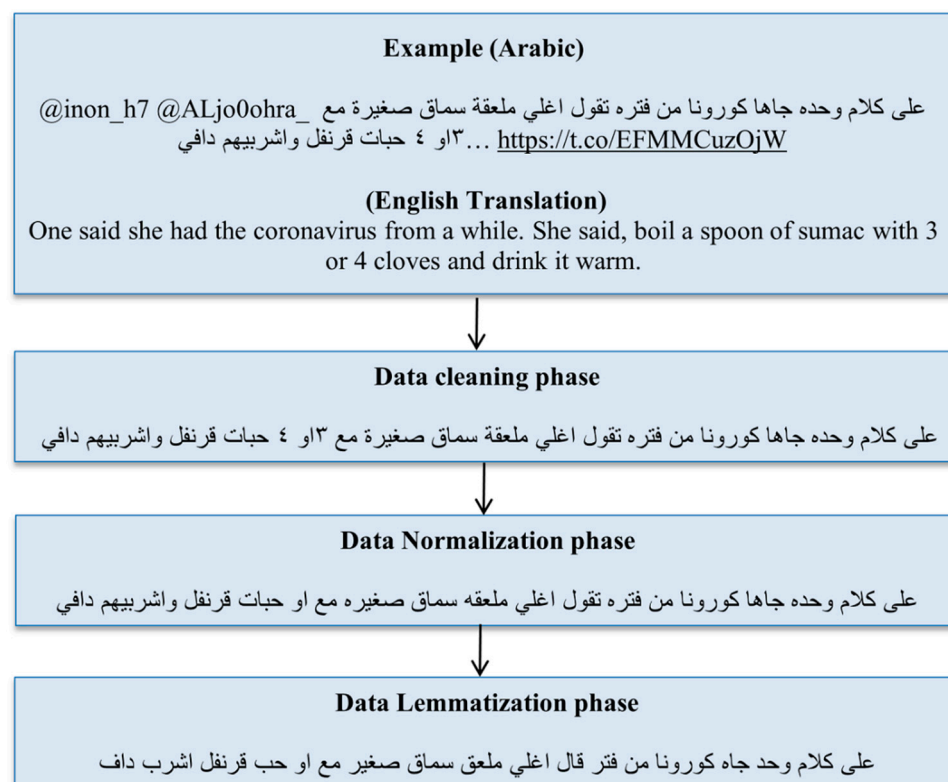 Example (Arabic)
@inon_h7 @ALjo0ohra_ على كلام وحده جاها كورونا من فتره تقول اغلي ملعقة سماق صغيرة مع
٣او ٤ حبات قرنفل واشربيهم دافي… https://t.co/EFMMCuzOjW
(English Translation)
One said she had the coronavirus from a while. She said, boil a spoon of sumac with 3
or 4 cloves and drink it warm.
Data cleaning phase
على كلام وحده جاها كورونا من فتره تقول اغلي ملعقة سماق صغيرة مع ٣او ٤ حبات قرنفل واشربيهم دافي
Data Normalization phase
على كلام وحده جاها كورونا من فتره تقول اغلي ملعقه سماق صغيره مع او حبات قرنفل واشربيهم دافي
Data Lemmatization phase
على كلام وحد جاه كورونا من فتر قال اغلي ملعق سماق صغير مع او حب قرنفل اشرب داف